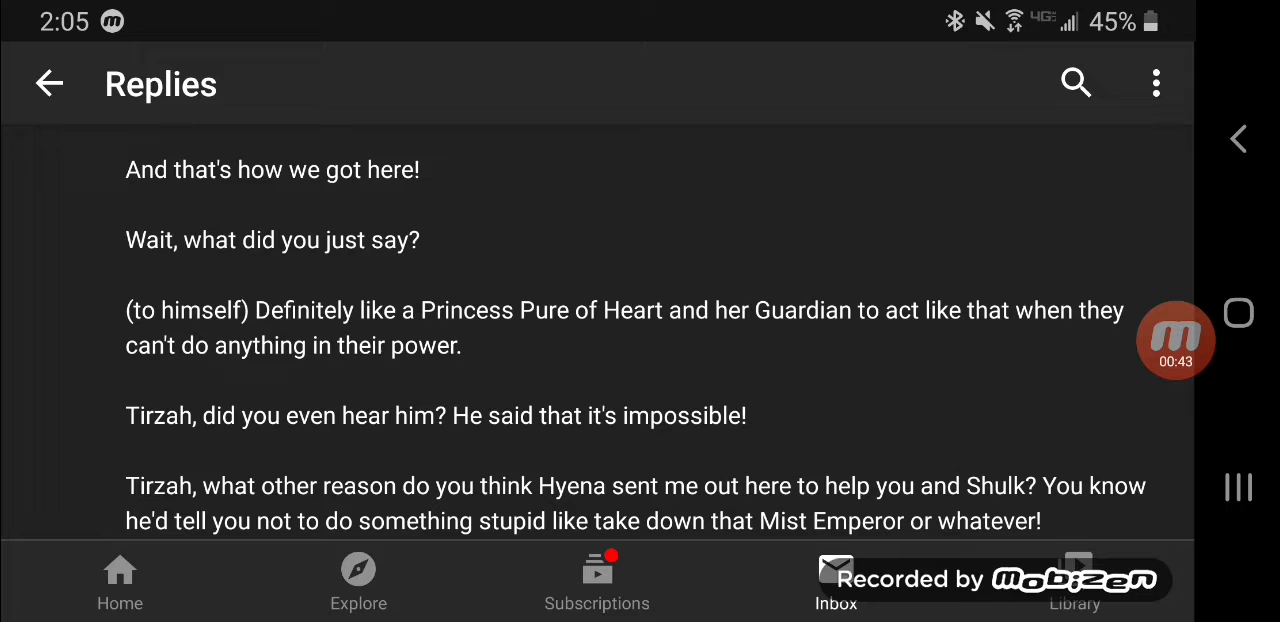 2:05 m 4GE 45%
Replies
And that's how we got here!
Wait, what did you just say?
(to himself) Definitely like a Princess Pure of Heart and her Guardian to act like that when they
can't do anything in their power.
m
00:43
Tirzah, did you even hear him? He said that it's impossible!
Tirzah, what other reason do you think Hyena sent me out here to help you and Shulk? You know
he'd tell you not to do something stupid like take down that Mist Emperor or whatever!
Recorded by mobizen
Home Explore Subscriptions Inbox Library